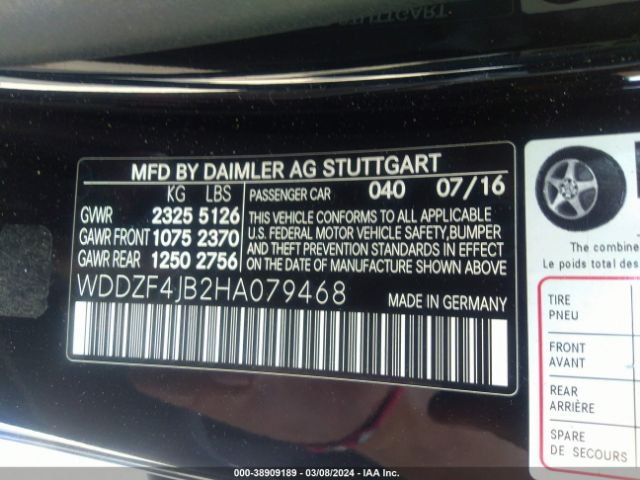 STUTTGART
MFD BY DAIMLER AG STUTTGART
KG LBS
GVWR 2325 5126
GAWR FRONT 1075 2370
GAWR REAR 1250 2756
PASSENGER CAR 040 07/16
THIS VEHICLE CONFORMS TO ALL APPLICABLE
U.S. FEDERAL MOTOR VEHICLE SAFETY,BUMPER
AND THEFT PREVENTION STANDARDS IN EFFECT
ON THE DATE OF MANUFACTURE SHOWN ABOVE
WDDZF4JB2HA079468
MADE IN GERMANY
The combine
Le poids total des
TIRE
PNEU
FRONT
AVANT
REAR
ARRIÈRE
SPARE
DE SECOURS
000-38909189 - 03/08/2024 - IAA Inc.